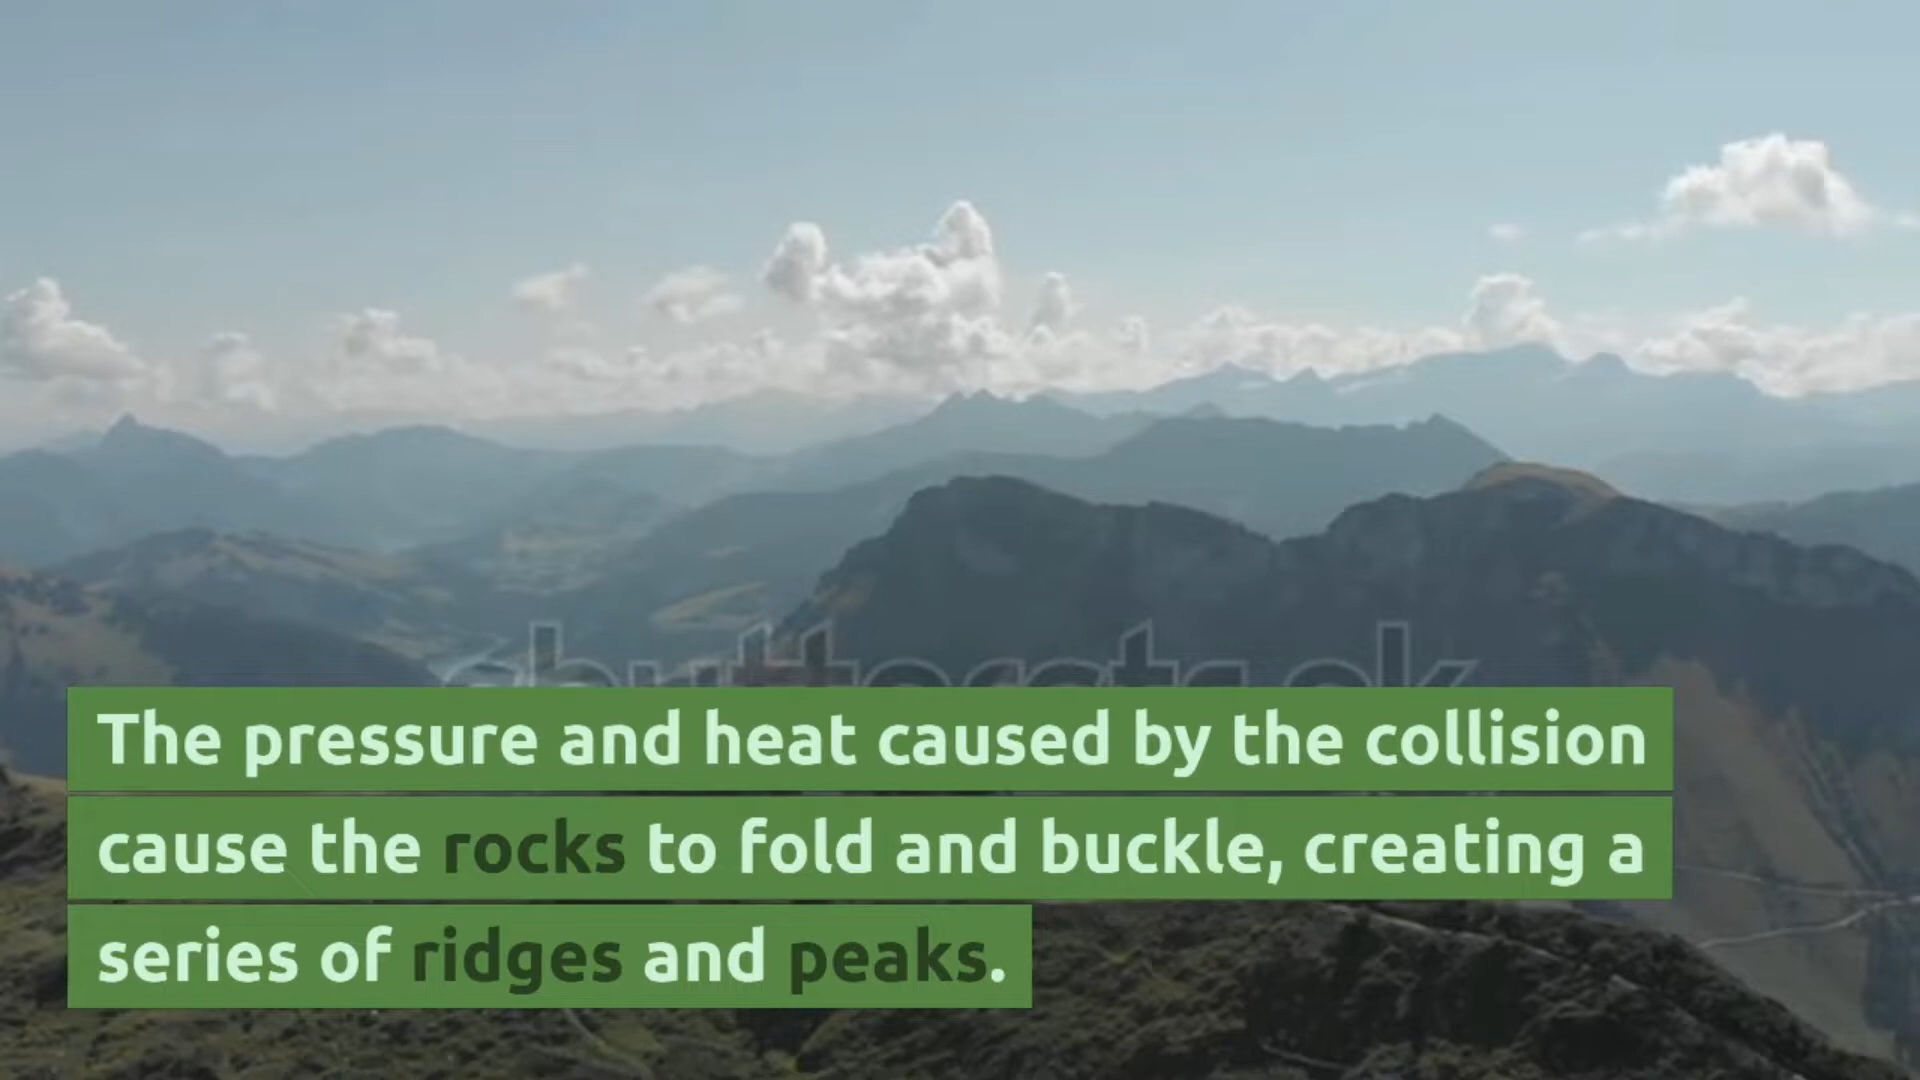 shutterstock
The pressure and heat caused by the collision
cause the rocks to fold and buckle, creating a
series of ridges and peaks.